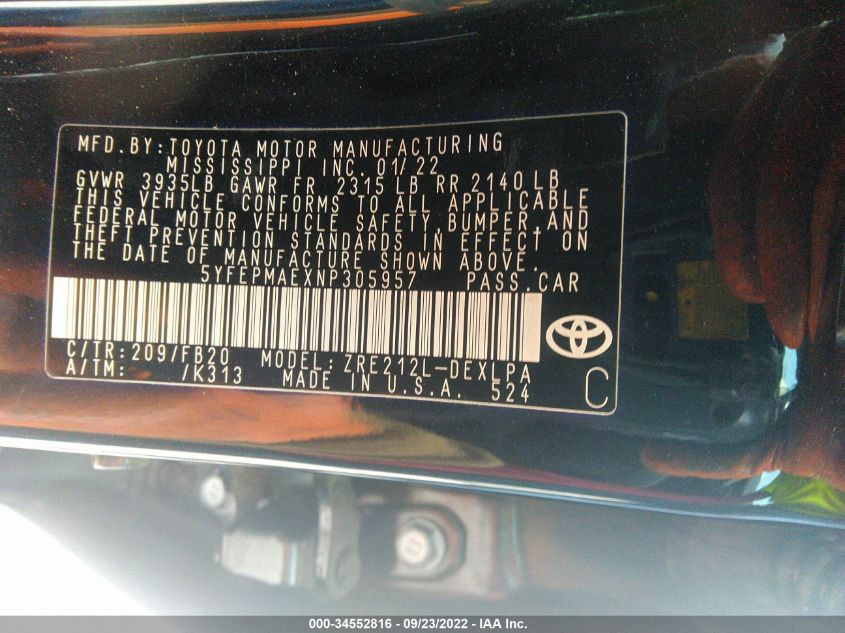 MFD.BY:TOYOTA MOTOR MANUFACTURING
MISSISSIPPI INC. 01/22
GVWR 3935LB GAWR FR 2315 LB RR 2140LB
THIS VEHICLE CONFORMS TO ALL APPLICABLE
FEDERAL MOTOR VEHICLE SAFETY,BUMPER,AND
THEFT PREVENTION STANDARDS IN EFFECT ON
THE DATE OF MANUFACTURE SHOWN ABOVE.
5YFEPMAEXNP305957 PASS.CAR
C/TR:209/FB20 MODEL:ZRE212L-DEXLPA
A/TM: /K313 MADE IN U.S.A. 524
C
000-34552816 - 09/23/2022 - IAA Inc.